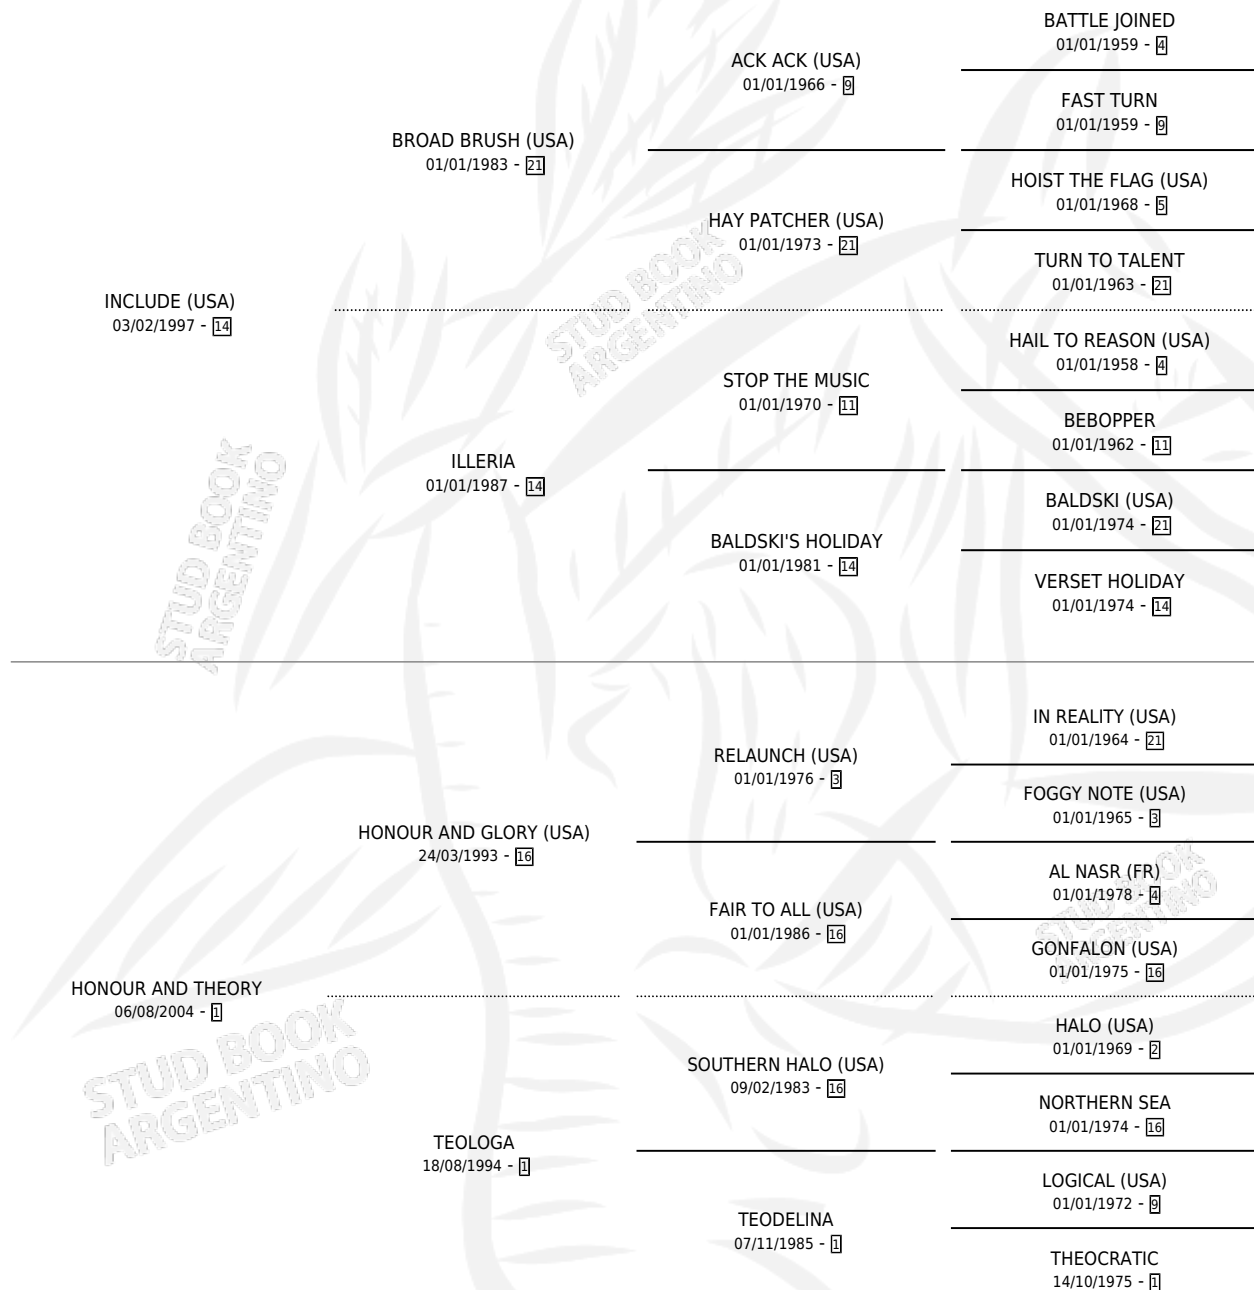 BATTLE JOINED
01/01/1959 - 4
ACK ACK (USA)
01/01/1966 - 9
FAST TURN
01/01/1959 - 9
BROAD BRUSH (USA)
01/01/1983 - 21
HOIST THE FLAG (USA)
01/01/1968 - 5
HAY PATCHER (USA)
01/01/1973 - 21
TURN TO TALENT
01/01/1963 - 21
INCLUDE (USA)
03/02/1997 - 14
STUD BOOK
ARGENTINO
HAIL TO REASON (USA)
01/01/1958 - 4
STOP THE MUSIC
01/01/1970 - 11
BEBOPPER
01/01/1962 - 11
ILLERIA
01/01/1987 - 14
BALDSKI (USA)
01/01/1974 - 21
BALDSKI'S HOLIDAY
01/01/1981 - 14
VERSET HOLIDAY
01/01/1974 - 14
STUD BOOK
ARGENTINO
IN REALITY (USA)
01/01/1964 - 21
RELAUNCH (USA)
01/01/1976 - 3
FOGGY NOTE (USA)
01/01/1965 - 3
HONOUR AND GLORY (USA)
24/03/1993 - 16
AL NASR (FR)
01/01/1978 - 4
FAIR TO ALL (USA)
01/01/1986 - 16
GONFALON (USA)
01/01/1975 - 16
STUD BOOK
ARGENTINO
HONOUR AND THEORY
06/08/2004 - 1
HALO (USA)
01/01/1969 - 2
SOUTHERN HALO (USA)
09/02/1983 - 16
NORTHERN SEA
01/01/1974 - 16
STUD BOOK
ARGENTINO
TEOLOGA
18/08/1994 - 1
LOGICAL (USA)
01/01/1972 - 9
TEODELINA
07/11/1985 - 1
THEOCRATIC
14/10/1975 - 1